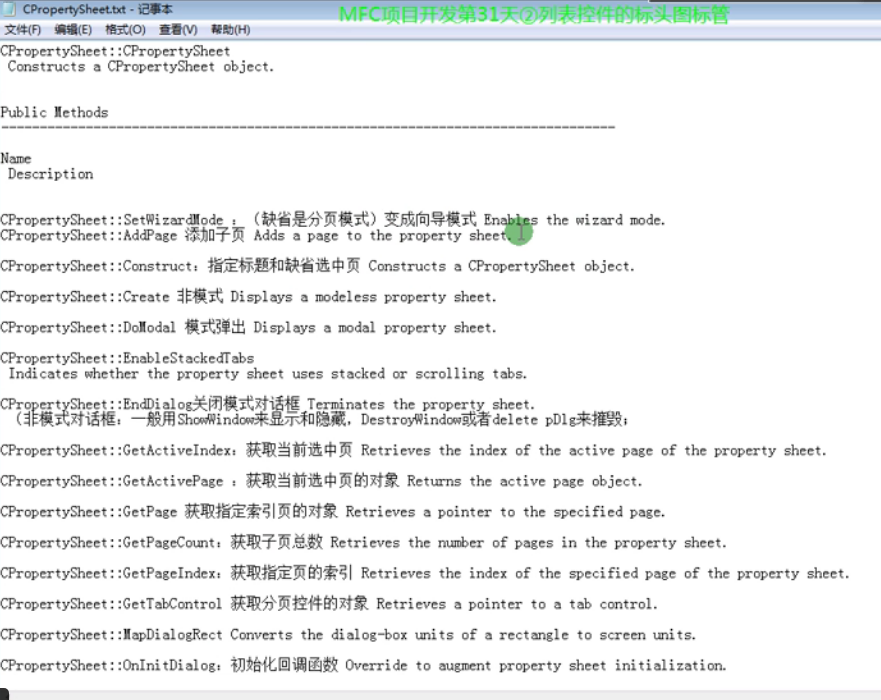 CPropertySheet.txt - 记事本
MFC项目开发第31天②列表控件的标头图标管
文件(F) 编辑(E) 格式(O) 查看(V) 帮助(H)
CPropertySheet::CPropertySheet
Constructs a CPropertySheet object.
Public Methods
--------------------------------------------------------------------------------
Name
Description
CPropertySheet::SetWizardMode :（缺省是分页模式）变成向导模式 Enables the wizard mode.
CPropertySheet::AddPage 添加子页 Adds a page to the property sheet.
CPropertySheet::Construct: 指定标题和缺省选中页 Constructs a CPropertySheet object.
CPropertySheet::Create 非模式 Displays a modeless property sheet.
CPropertySheet::DoModal 模式弹出 Displays a modal property sheet.
CPropertySheet::EnableStackedTabs
Indicates whether the property sheet uses stacked or scrolling tabs.
CPropertySheet::EndDialog关闭模式对话框 Terminates the property sheet.
（非模式对话框：一般用ShowWindow来显示和隐藏，DestroyWindow或者delete pDlg来摧毁；
CPropertySheet::GetActiveIndex: 获取当前选中页 Retrieves the index of the active page of the property sheet.
CPropertySheet::GetActivePage : 获取当前选中页的对象 Returns the active page object.
CPropertySheet::GetPage 获取指定索引页的对象 Retrieves a pointer to the specified page.
CPropertySheet::GetPageCount: 获取子页总数 Retrieves the number of pages in the property sheet.
CPropertySheet::GetPageIndex: 获取指定页的索引 Retrieves the index of the specified page of the property sheet.
CPropertySheet::GetTabControl 获取分页控件的对象 Retrieves a pointer to a tab control.
CPropertySheet::MapDialogRect Converts the dialog-box units of a rectangle to screen units.
CPropertySheet::OnInitDialog: 初始化回调函数 Override to augment property sheet initialization.